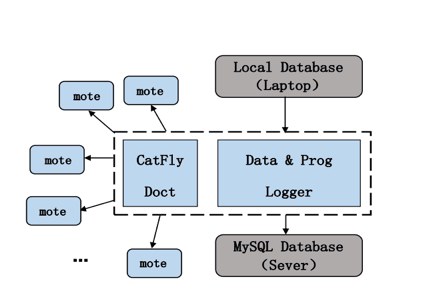 Local Database
(Laptop)
mote
mote
mote
CatFly
Doct
Data & Prog
Logger
mote
...
mote
MySQL Database
(Sever)